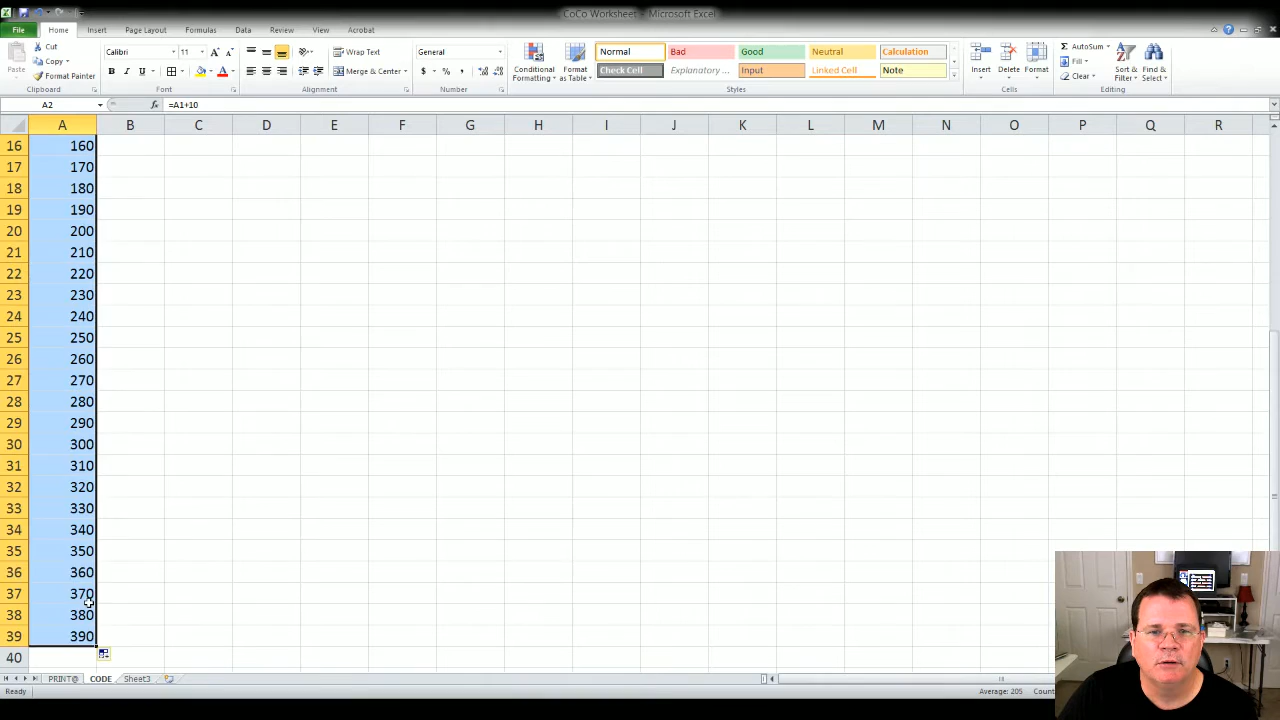 CoCo Worksheet - Microsoft Excel
File Home Insert Page Layout Formulas Data Review View Acrobat
Paste
Cut
Copy
Format Painter
Clipboard
Calibri 11
B I U
Font
Wrap Text
Merge & Center
Alignment
General
$ % ,
Number
Conditional Formatting
Format as Table
Normal Bad Good Neutral Calculation
Check Cell Explanatory ... Input Linked Cell Note
Styles
Insert Delete Format
Cells
Σ AutoSum
Fill
Clear
Sort & Filter
Find & Select
Editing
A2 fx =A1+10
A B C D E F G H I J K L M N O P Q R
16 160
17 170
18 180
19 190
20 200
21 210
22 220
23 230
24 240
25 250
26 260
27 270
28 280
29 290
30 300
31 310
32 320
33 330
34 340
35 350
36 360
37 370
38 380
39 390
40
PRINT@ CODE Sheet3
Ready Average: 205 Count